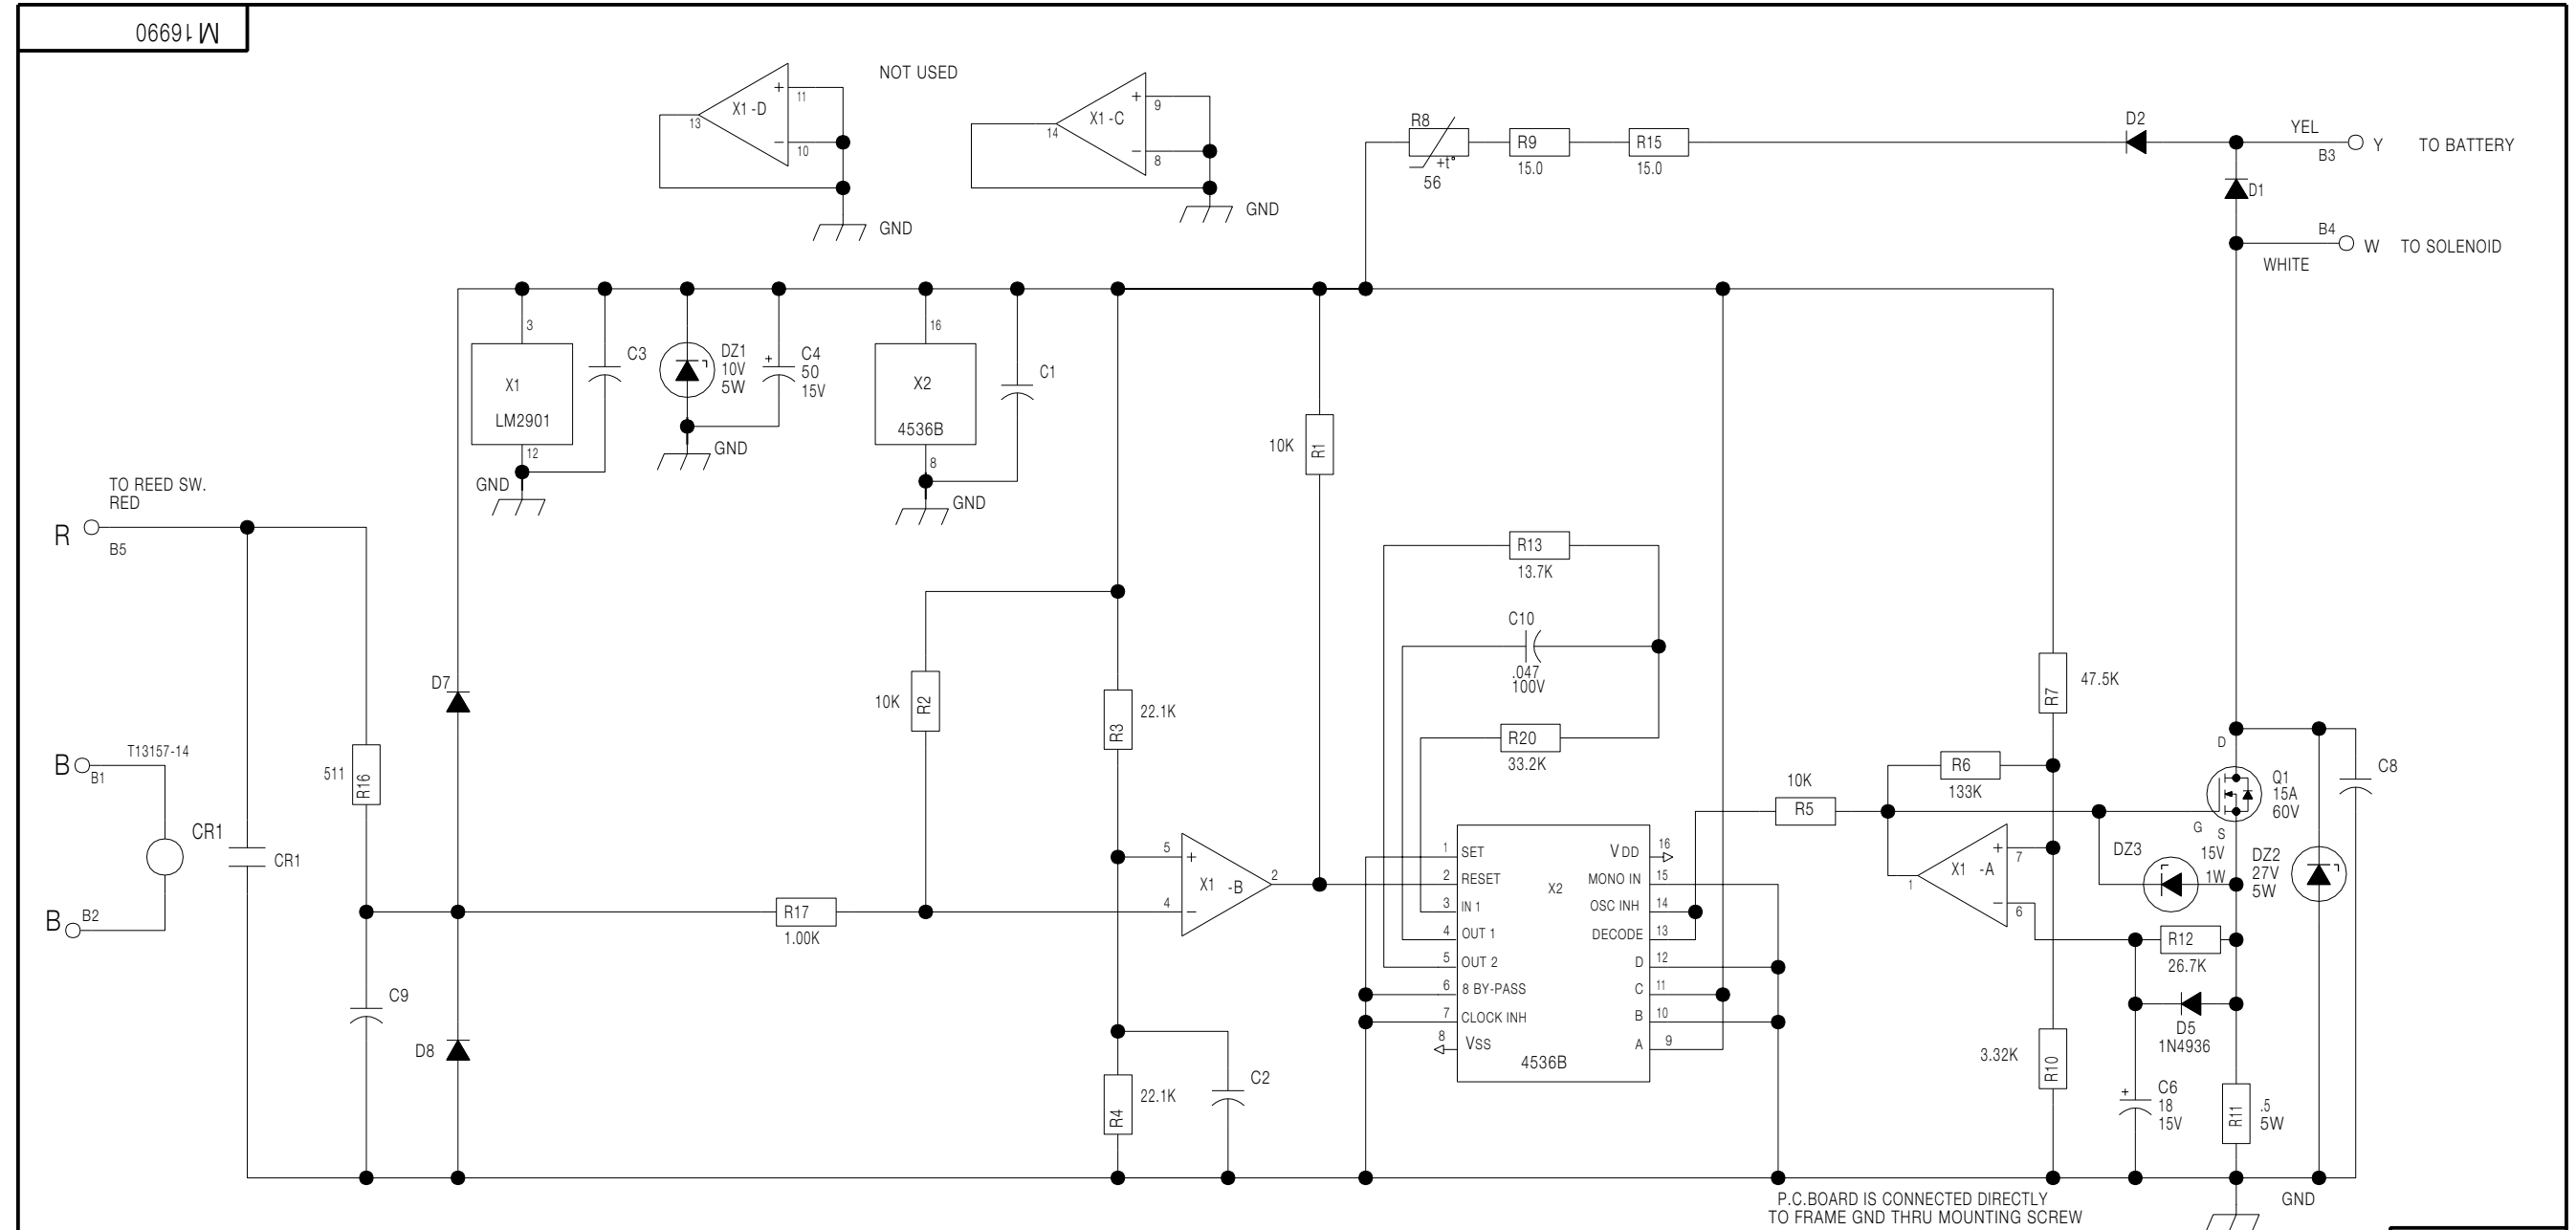 M 16990
NOT USED
X1 -D
+
11
13
-
10
GND
X1 -C
+
9
14
-
8
GND
R8
+t°
56
R9
15.0
R15
15.0
D2
YEL
B3
Y
TO BATTERY
D1
B4
W
TO SOLENOID
WHITE
3
X1
LM2901
12
GND
C3
DZ1
10V
5W
GND
+
C4
50
15V
16
X2
4536B
8
GND
C1
10K
R1
TO REED SW.
RED
R
B5
B
T13157-14
B1
CR1
B
B2
CR1
511
R16
C9
D7
D8
R17
1.00K
10K
R2
22.1K
R3
22.1K
R4
C2
5
+
X1 -B
2
4
-
R13
13.7K
C10
.047
100V
R20
33.2K
1 SET
2 RESET
3 IN 1
4 OUT 1
5 OUT 2
6 8 BY-PASS
7 CLOCK INH
8 VSS
X2
4536B
VDD 16
MONO IN 15
OSC INH 14
DECODE 13
D 12
C 11
B 10
A 9
10K
R5
R6
133K
47.5K
R7
X1 -A
+
7
1
-
6
3.32K
R10
D
Q1
15A
60V
G
S
C8
DZ3
15V
1W
DZ2
27V
5W
R12
26.7K
D5
1N4936
+
C6
18
15V
R11
.5
5W
GND
P.C.BOARD IS CONNECTED DIRECTLY
TO FRAME GND THRU MOUNTING SCREW